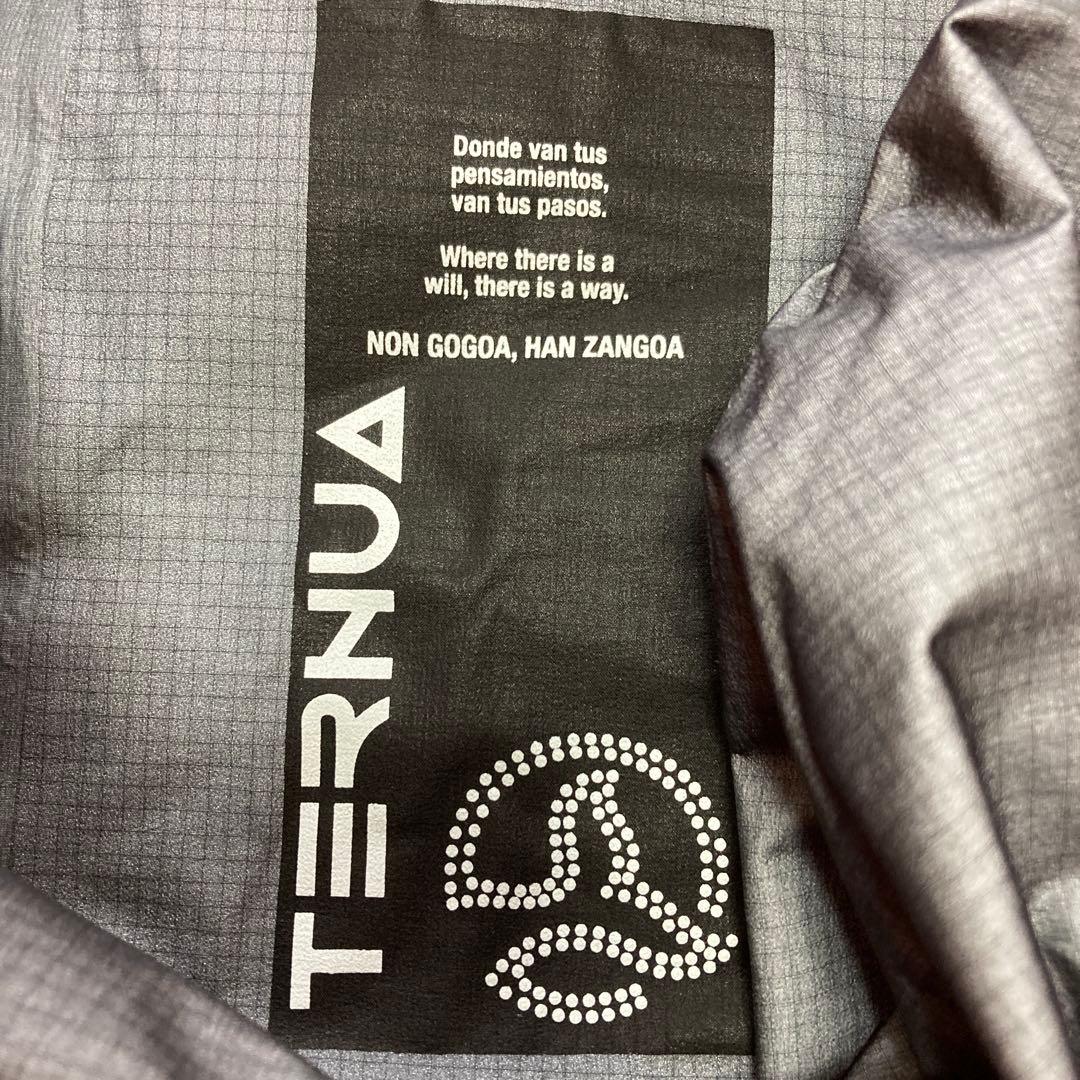 Donde van tus
pensamientos,
van tus pasos.
Where there is a
will, there is a way.
NON GOGOA, HAN ZANGOA
TERNUA